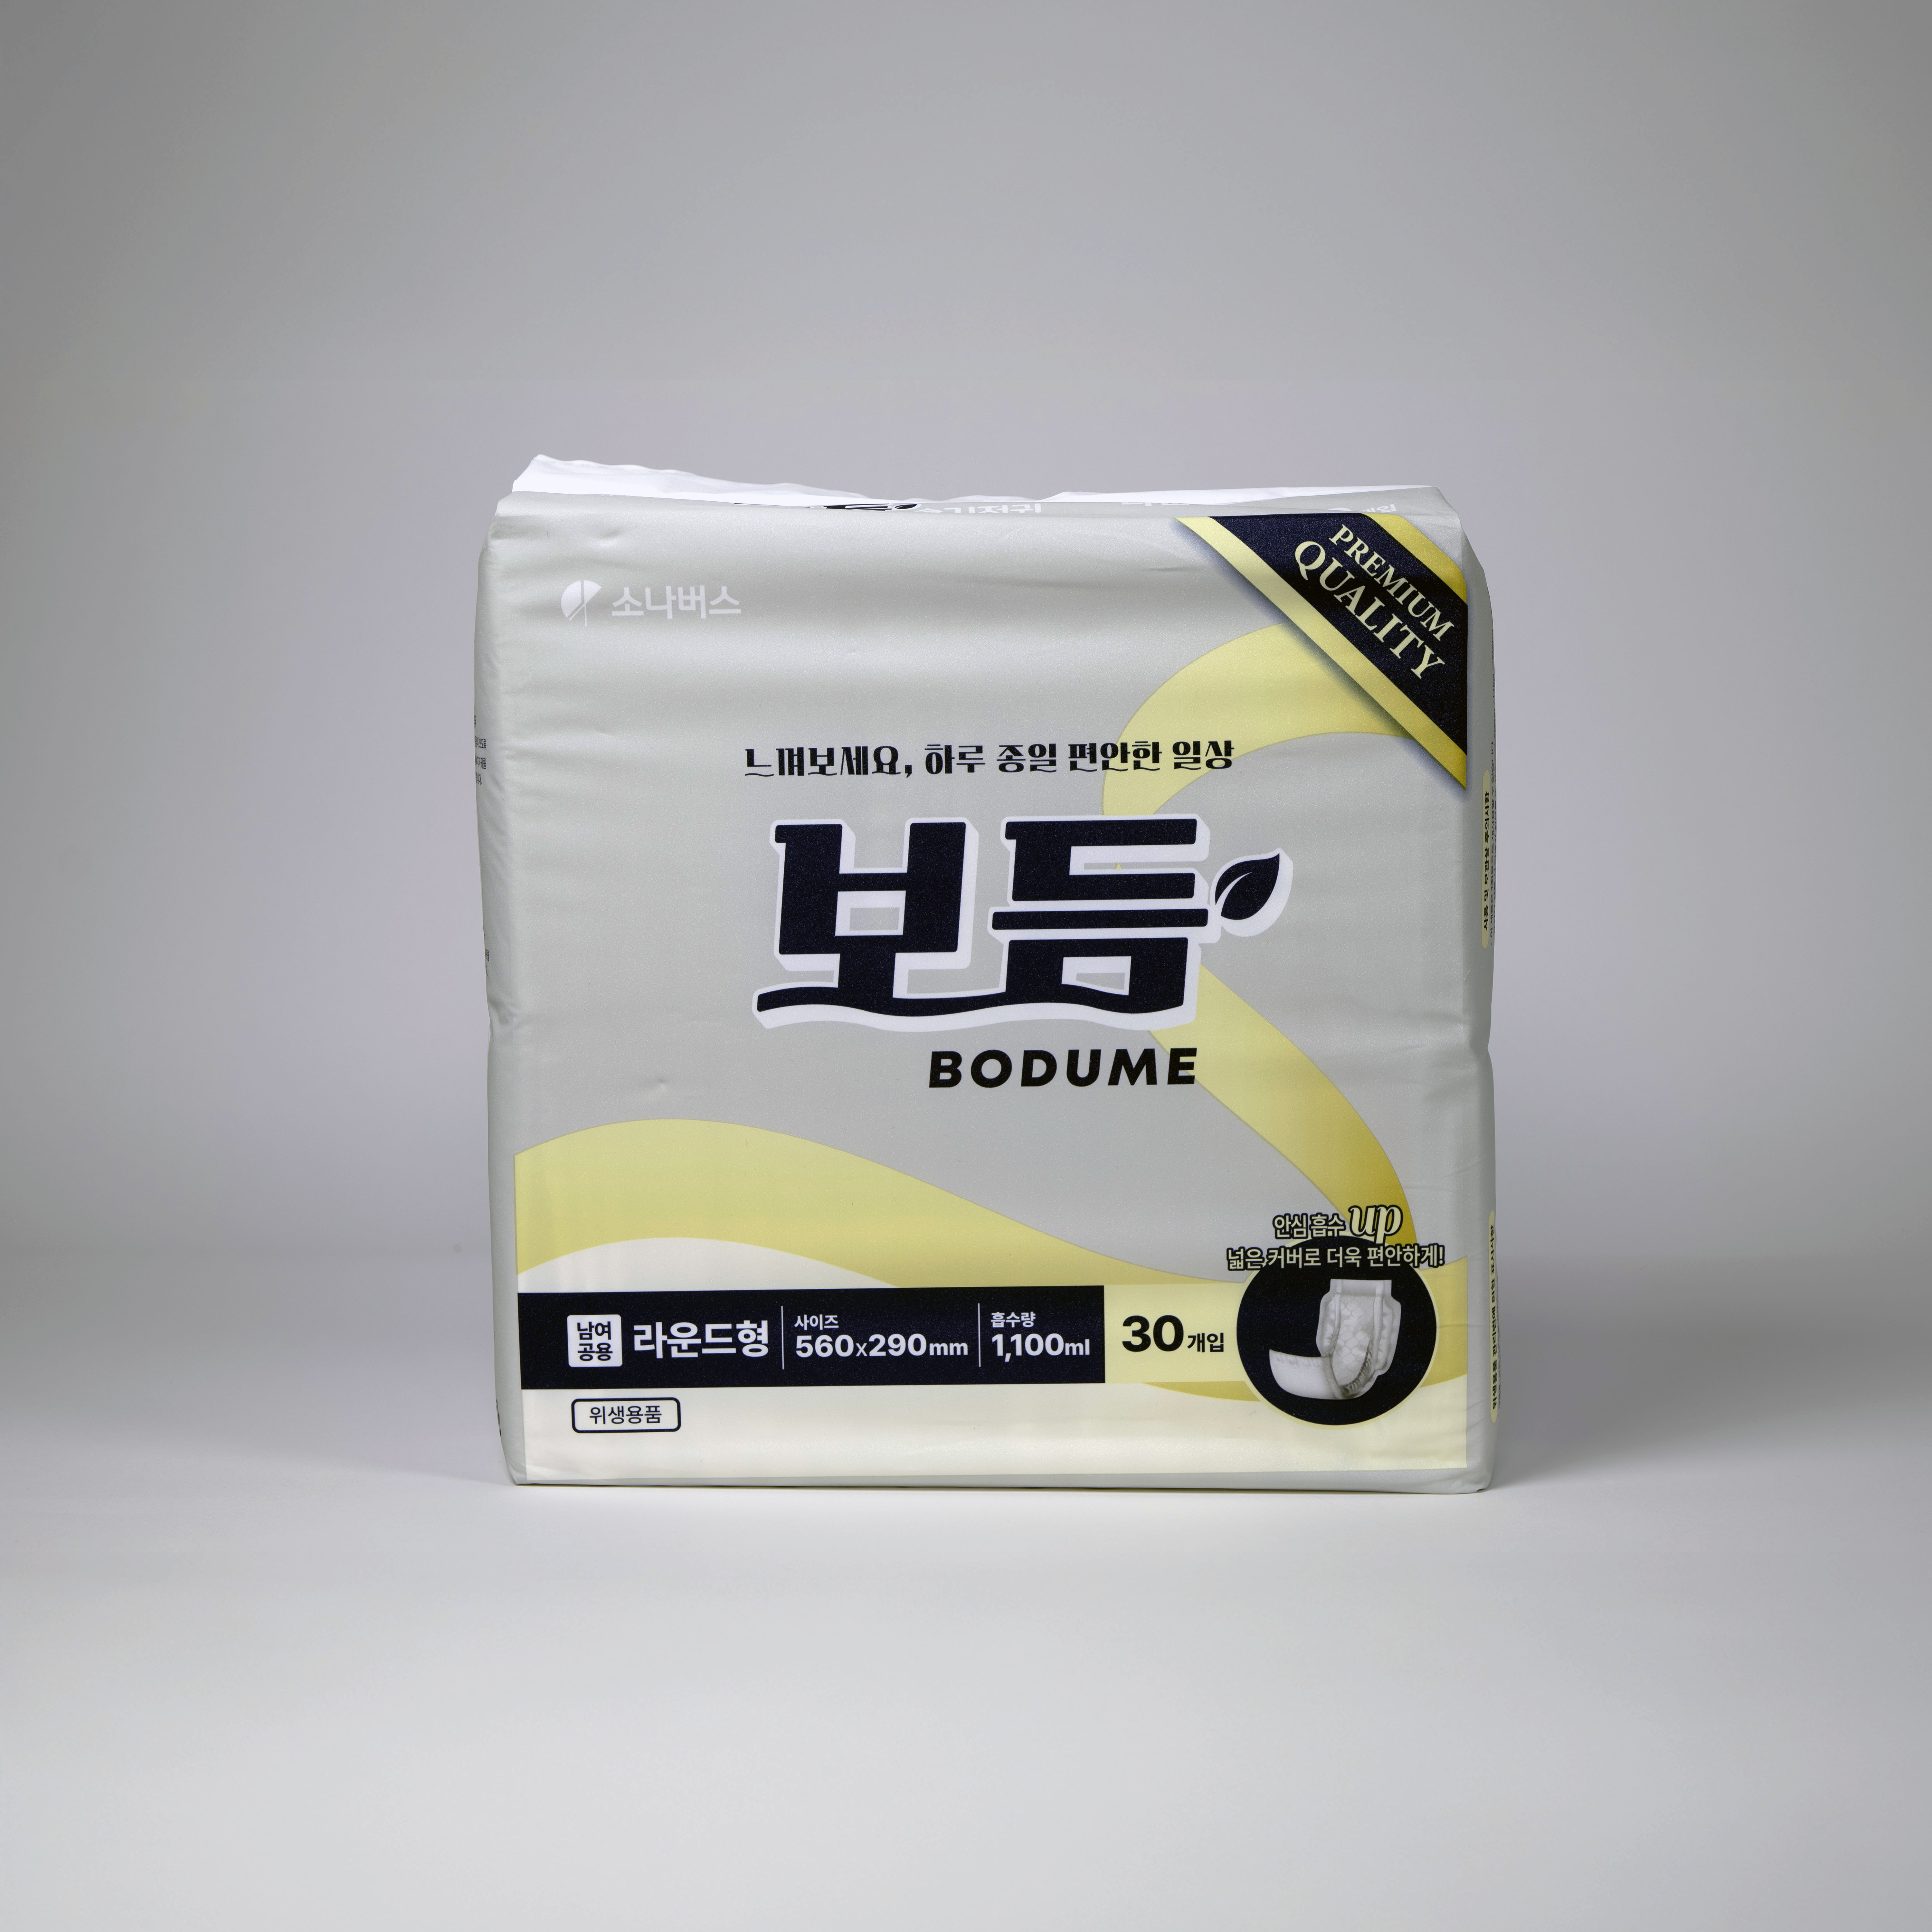 소나버스
PREMIUM
QUALITY
느껴보세요, 하루 종일 편안한 일상
보듬
BODUME
안심 흡수 up
넓은 커버로 더욱 편안하게!
남여
공용
라운드형
사이즈
560x290mm
흡수량
1,100ml
30개입
위생용품